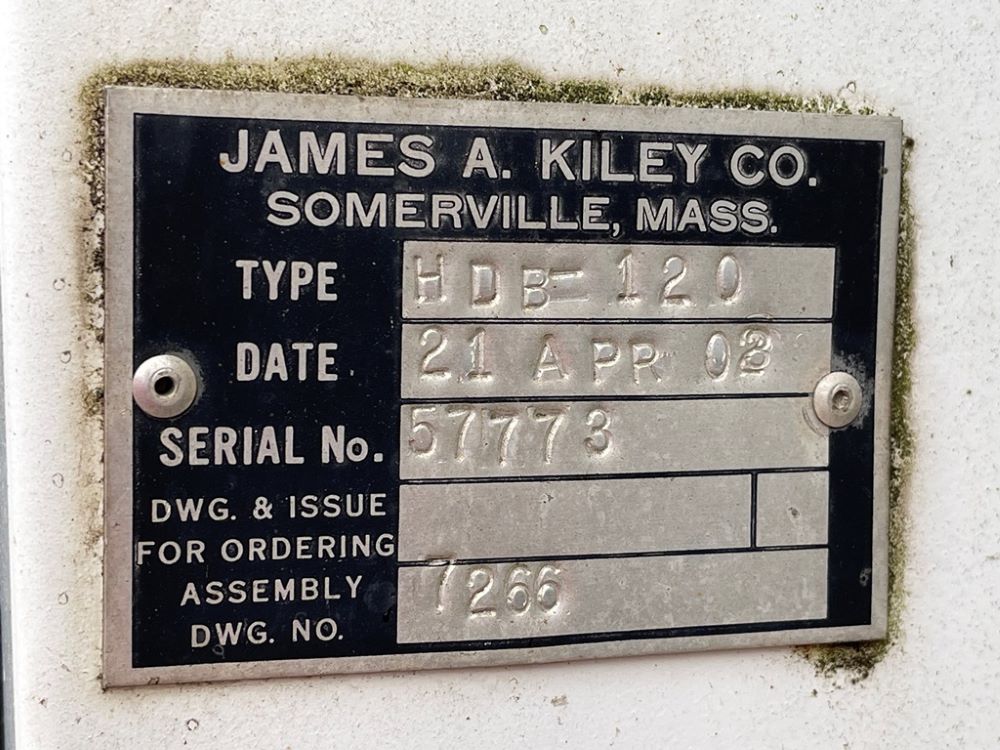 JAMES A. KILEY CO.
SOMERVILLE, MASS.
TYPE HDB-120
DATE 21 APR
SERIAL No. 57773
DWG. & ISSUE
FOR ORDERING
ASSEMBLY 7266
DWG. NO.